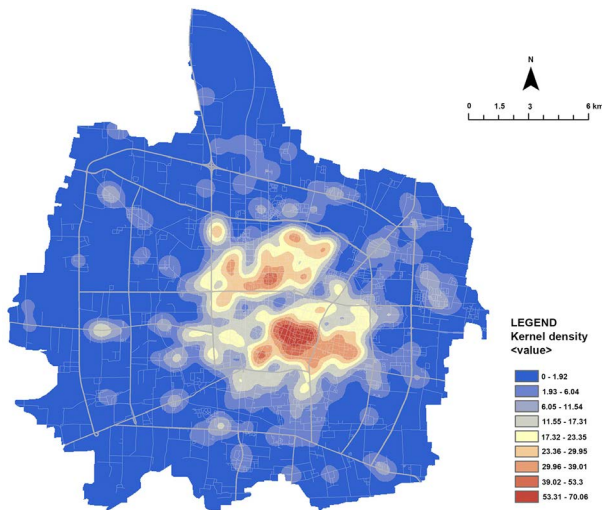 N
0 1.5 3 6 km
LEGEND
Kernel density
<value>
0 - 1.92
1.93 - 6.04
6.05 - 11.54
11.55 - 17.31
17.32 - 23.35
23.36 - 29.95
29.96 - 39.01
39.02 - 53.3
53.31 - 70.06